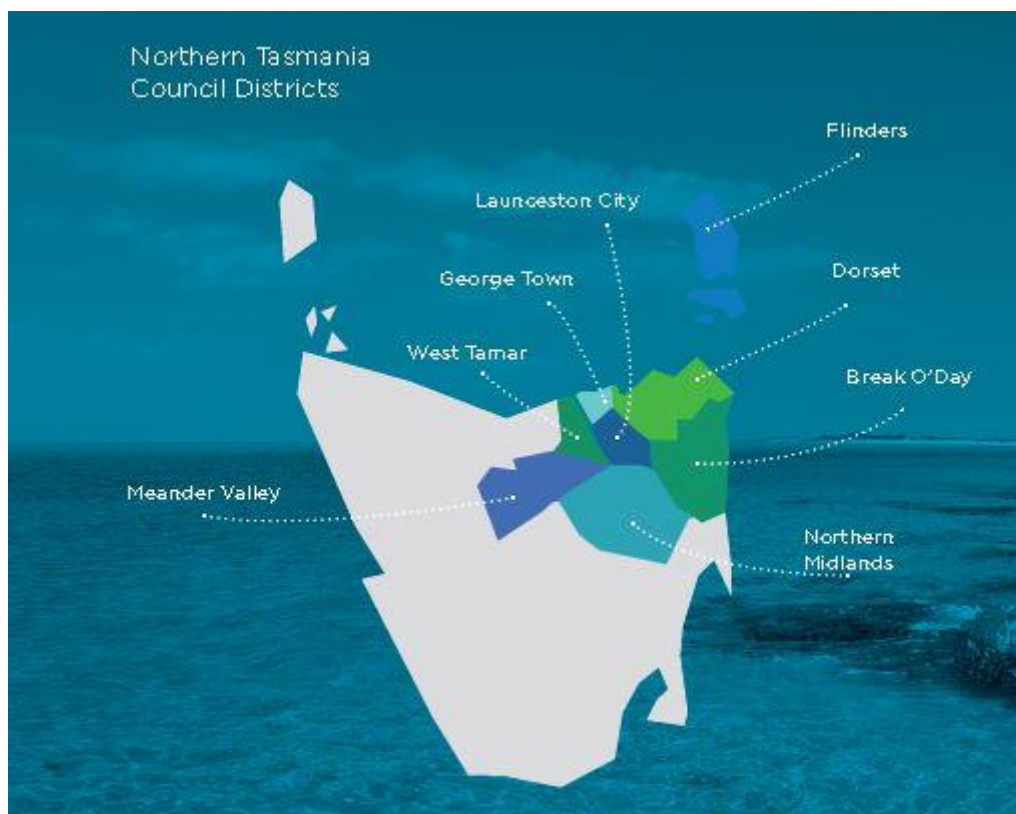 Northern Tasmania
Council Districts
Flinders
Launceston City
Dorset
George Town
West Tamar
Break O'Day
Meander Valley
Northern
Midlands